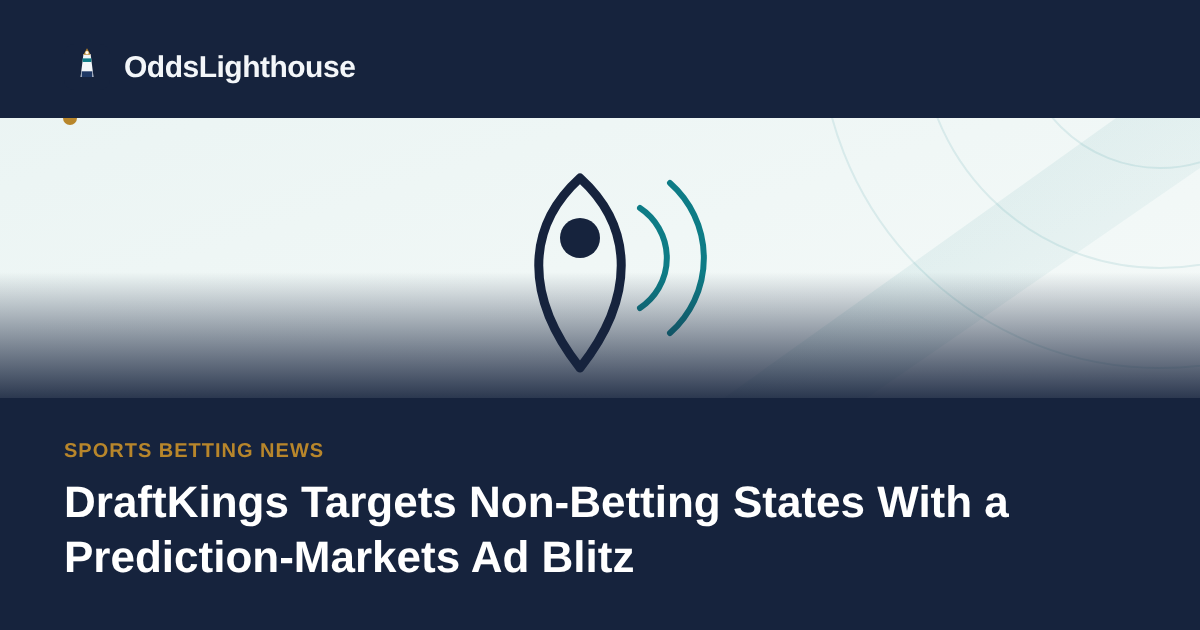 OddsLighthouse
SPORTS BETTING NEWS
DraftKings Targets Non-Betting States With a
Prediction-Markets Ad Blitz